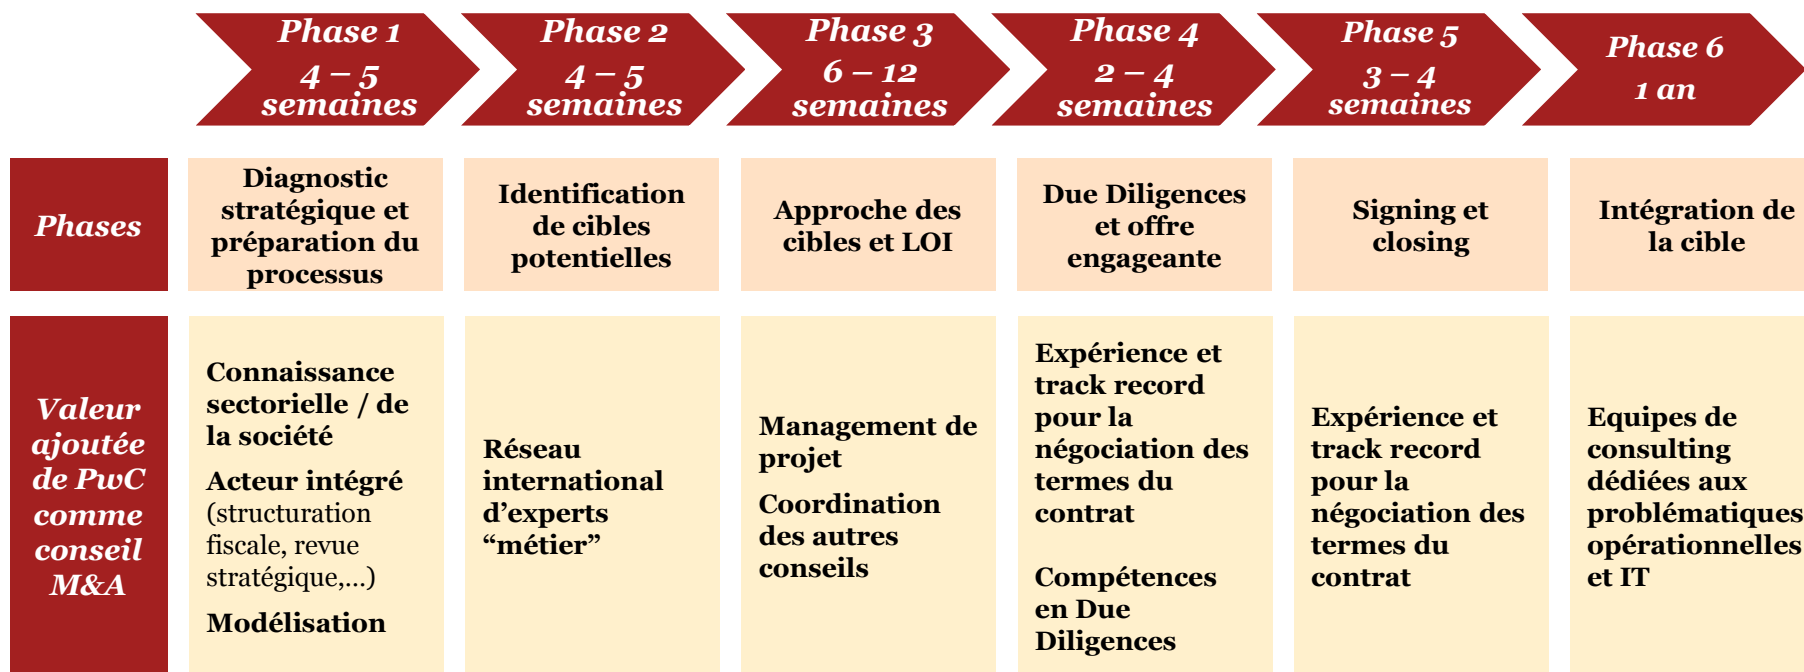 Phase 1
4 – 5
semaines
Phase 2
4 – 5
semaines
Phase 3
6 – 12
semaines
Phase 4
2 – 4
semaines
Phase 5
3 – 4
semaines
Phase 6
1 an
Phases
Diagnostic
stratégique et
préparation du
processus
Identification
de cibles
potentielles
Approche des
cibles et LOI
Due Diligences
et offre
engageante
Signing et
closing
Intégration de
la cible
Valeur
ajoutée
de PwC
comme
conseil
M&A
Connaissance
sectorielle / de
la société
Acteur intégré
(structuration
fiscale, revue
stratégique,...)
Modélisation
Réseau
international
d’experts
“métier”
Management de
projet
Coordination
des autres
conseils
Expérience et
track record
pour la
négociation des
termes du
contrat
Compétences
en Due
Diligences
Expérience et
track record
pour la
négociation des
termes du
contrat
Equipes de
consulting
dédiées aux
problématiques
opérationnelles
et IT